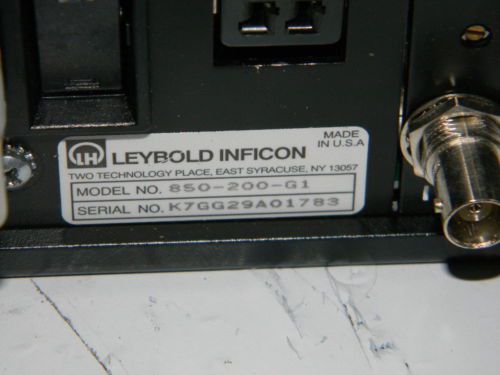 LH LEYBOLD INFICON
MADE
IN U.S.A
TWO TECHNOLOGY PLACE, EAST SYRACUSE, NY 13057
MODEL NO. 850-200-G1
SERIAL NO. K7GG29A01783